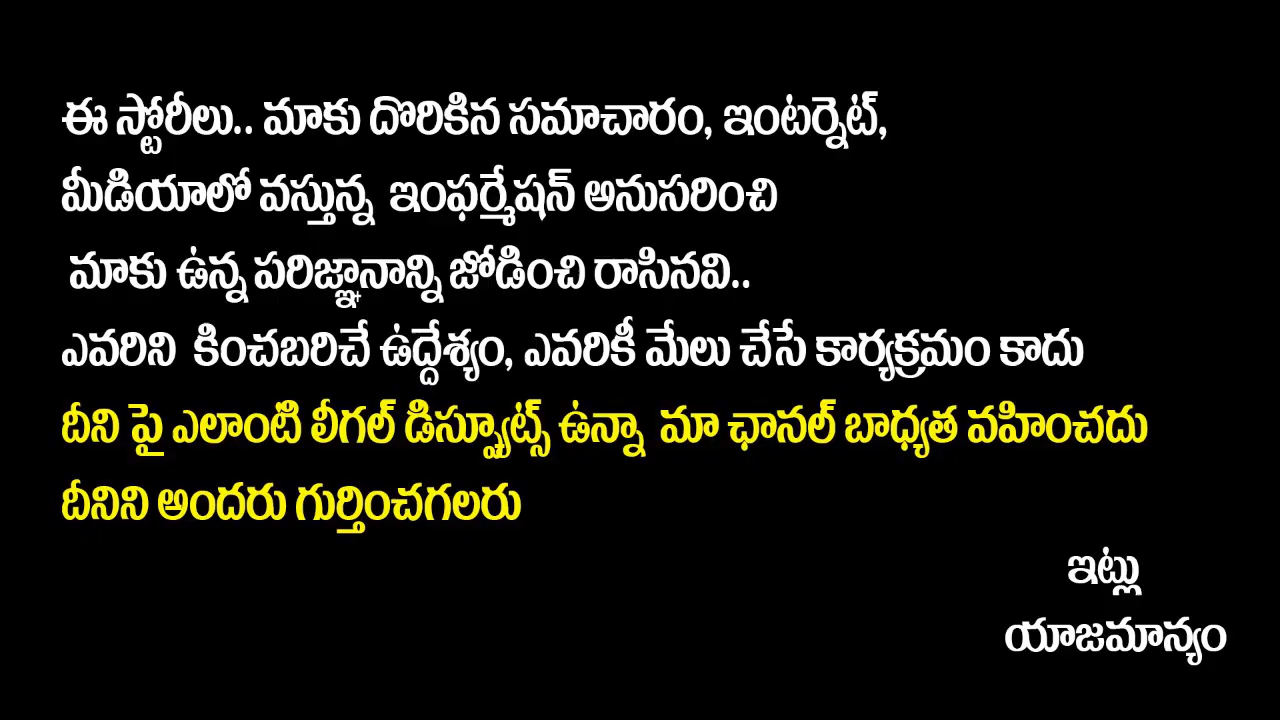 ఈ స్టోరీలు.. మాకు దొరికిన సమాచారం, ఇంటర్నెట్,
మీడియాలో వస్తున్న ఇంఫర్మేషన్ అనుసరించి
మాకు ఉన్న పరిజ్ఞానాన్ని జోడించి రాసినవి..
ఎవరిని కించబరిచే ఉద్దేశ్యం, ఎవరికీ మేలు చేసే కార్యక్రమం కాదు
దీని పై ఎలాంటి లీగల్ డిస్ప్యూట్స్ ఉన్నా మా ఛానల్ బాధ్యత వహించదు
దీనిని అందరు గుర్తించగలరు
ఇట్లు
యాజమాన్యం